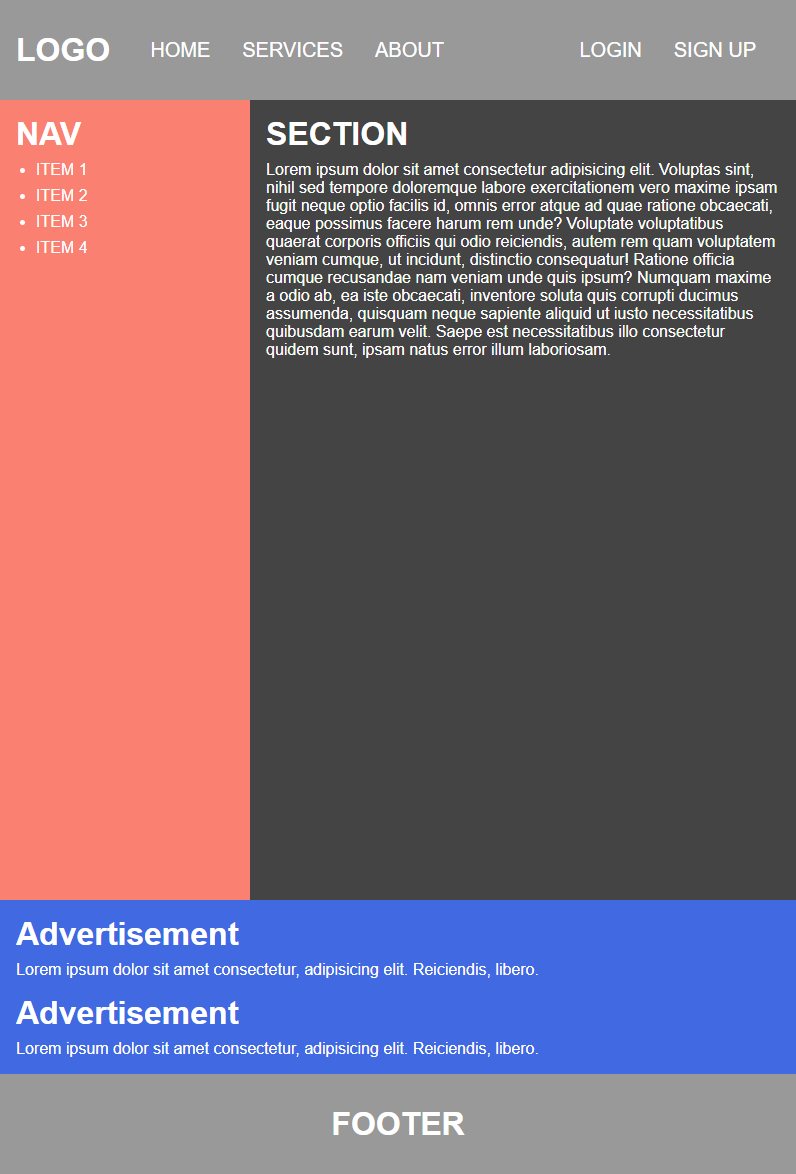 LOGO HOME SERVICES ABOUT LOGIN SIGN UP
NAV
ITEM 1
ITEM 2
ITEM 3
ITEM 4
SECTION
Lorem ipsum dolor sit amet consectetur adipisicing elit. Voluptas sint,
nihil sed tempore doloremque labore exercitationem vero maxime ipsam
fugit neque optio facilis id, omnis error atque ad quae ratione obcaecati,
eaque possimus facere harum rem unde? Voluptate voluptatibus
quaerat corporis officiis qui odio reiciendis, autem rem quam voluptatem
veniam cumque, ut incidunt, distinctio consequatur! Ratione officia
cumque recusandae nam veniam unde quis ipsum? Numquam maxime
a odio ab, ea iste obcaecati, inventore soluta quis corrupti ducimus
assumenda, quisquam neque sapiente aliquid ut iusto necessitatibus
quibusdam earum velit. Saepe est necessitatibus illo consectetur
quidem sunt, ipsam natus error illum laboriosam.
Advertisement
Lorem ipsum dolor sit amet consectetur, adipisicing elit. Reiciendis, libero.
Advertisement
Lorem ipsum dolor sit amet consectetur, adipisicing elit. Reiciendis, libero.
FOOTER